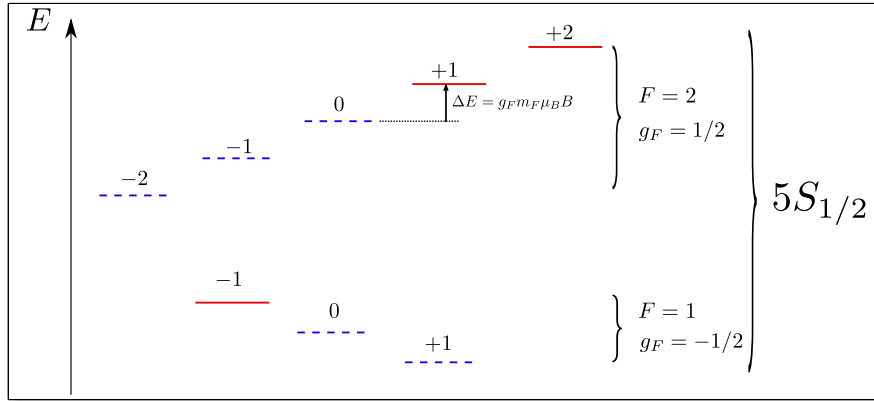 E
+2
+1
ΔE = g_F m_F μ_B B
0
−1
−2
F = 2
g_F = 1/2
5S_{1/2}
−1
0
+1
F = 1
g_F = −1/2